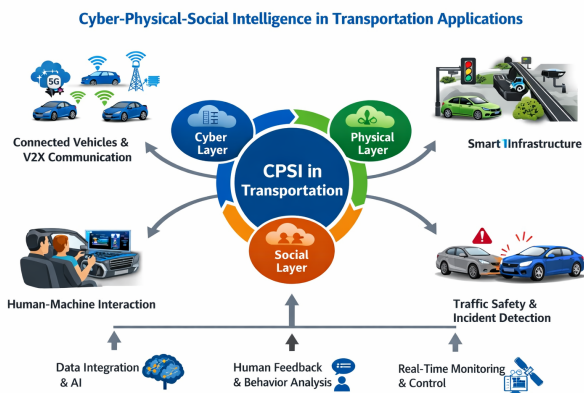 Cyber-Physical-Social Intelligence in Transportation Applications
5G
Connected Vehicles &
V2X Communication
Cyber
Layer
Physical
Layer
Smart 1Infrastructure
CPSI in
Transportation
Social
Layer
Human-Machine Interaction
Traffic Safety &
Incident Detection
Data Integration
& AI
Human Feedback
& Behavior Analysis
Real-Time Monitoring
& Control